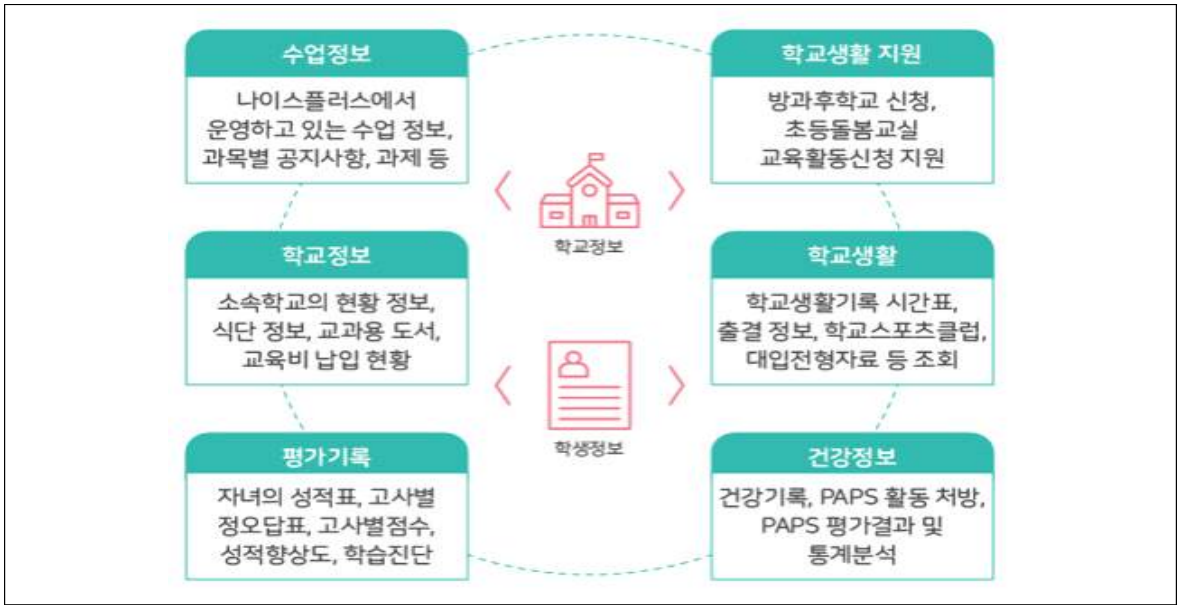 수업정보
나이스플러스에서
운영하고 있는 수업 정보,
과목별 공지사항, 과제 등
학교생활 지원
방과후학교 신청,
초등돌봄교실
교육활동신청 지원
학교정보
학교정보
소속학교의 현황 정보,
식단 정보, 교과용 도서,
교육비 납입 현황
학교생활
학교생활기록 시간표,
출결 정보, 학교스포츠클럽,
대입전형자료 등 조회
학생정보
평가기록
자녀의 성적표, 고사별
정오답표, 고사별점수,
성적향상도, 학습진단
건강정보
건강기록, PAPS 활동 처방,
PAPS 평가결과 및
통계분석